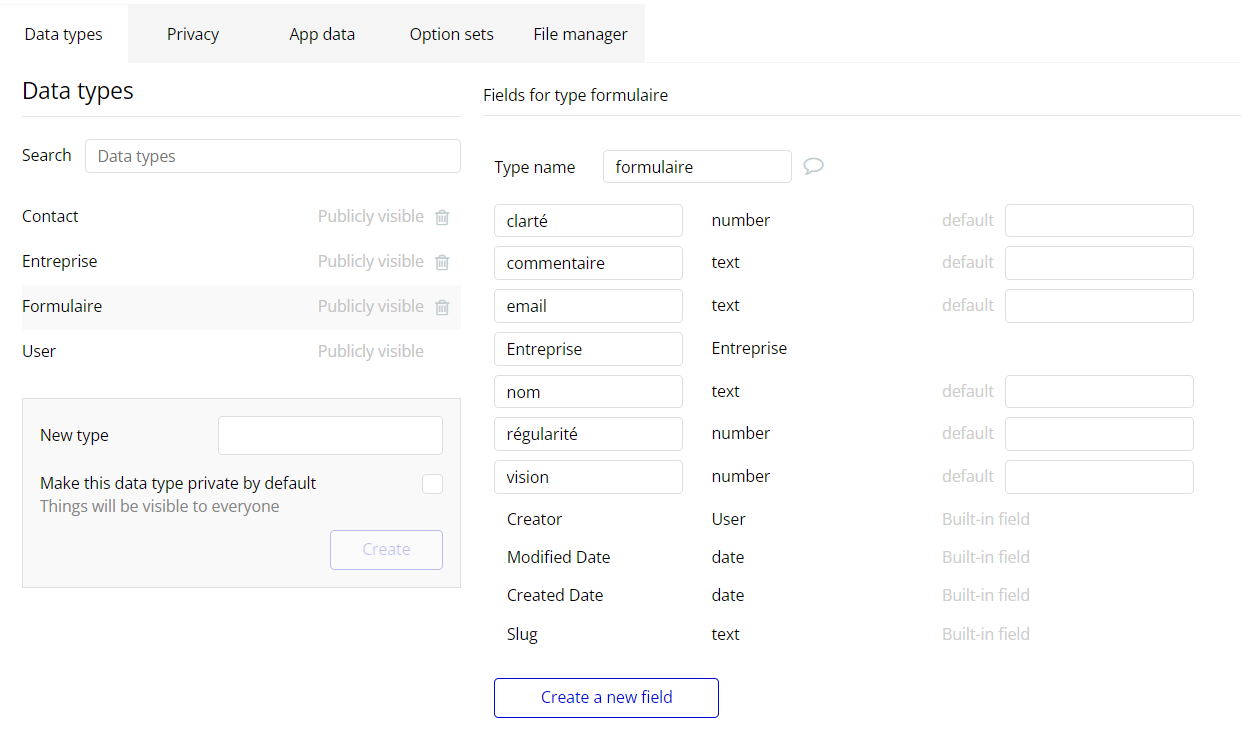 Data types
Privacy
App data
Option sets
File manager
Data types
Search
Data types
Contact Publicly visible
Entreprise Publicly visible
Formulaire Publicly visible
User Publicly visible
New type
Make this data type private by default
Things will be visible to everyone
Create
Fields for type formulaire
Type name formulaire
clarté number default
commentaire text default
email text default
Entreprise Entreprise
nom text default
régularité number default
vision number default
Creator User Built-in field
Modified Date date Built-in field
Created Date date Built-in field
Slug text Built-in field
Create a new field